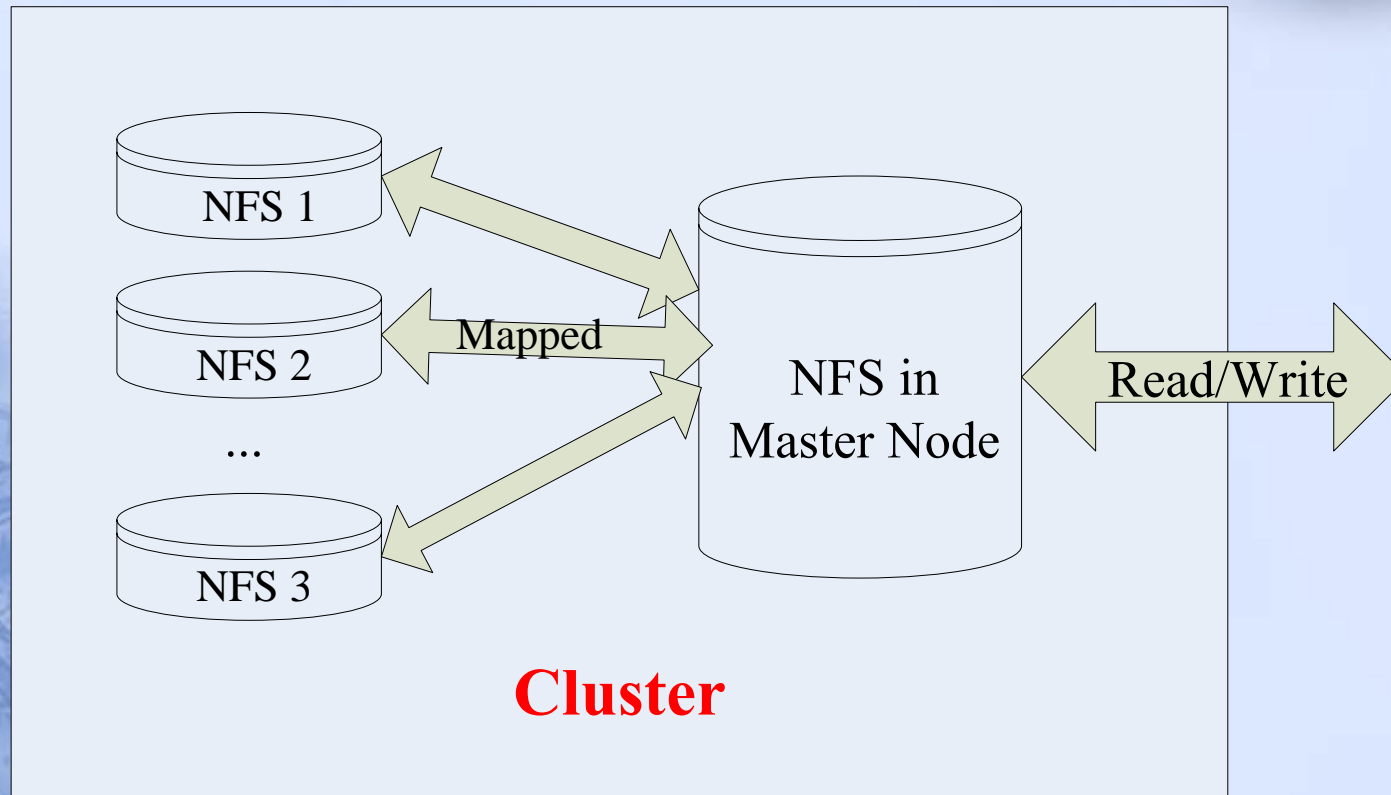 NFS 1
NFS 2
...
NFS 3
Mapped
NFS in
Master Node
Read/Write
Cluster